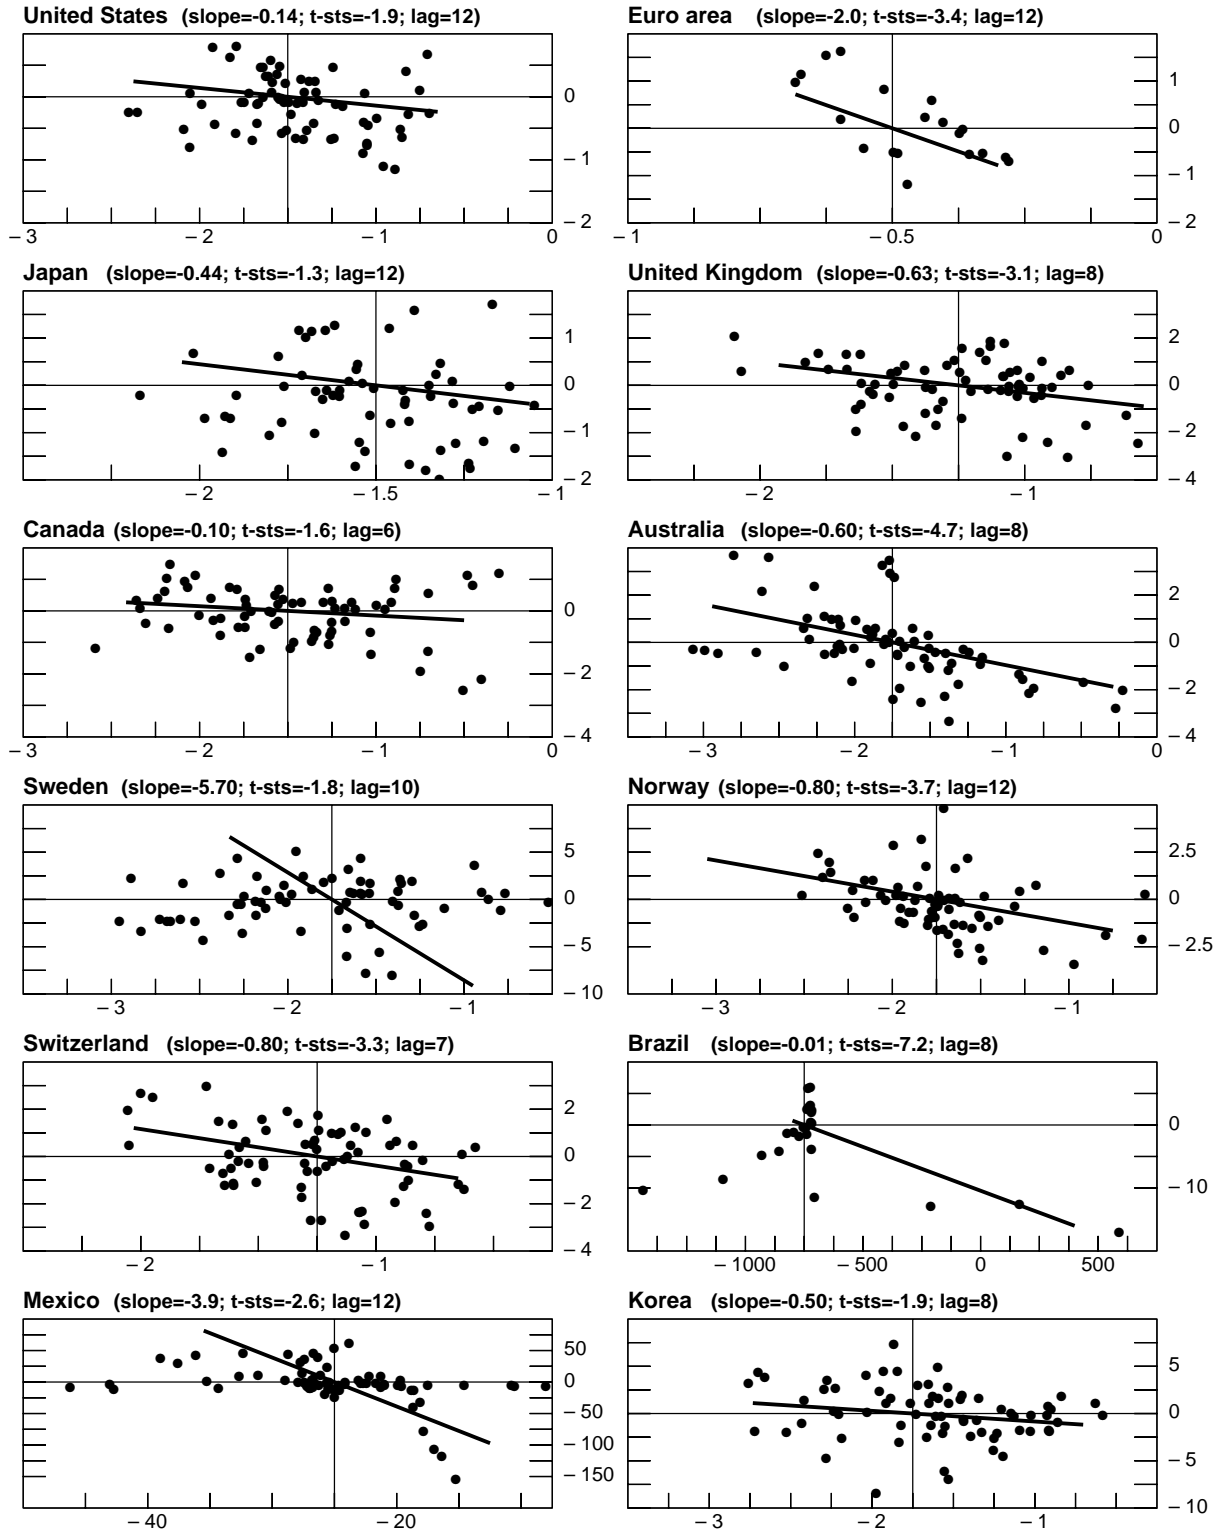 United States (slope=-0.14; t-sts=-1.9; lag=12)
0
−1
−2
−3 −2 −1 0
Euro area (slope=-2.0; t-sts=-3.4; lag=12)
1
0
−1
−2
−1 −0.5 0
Japan (slope=-0.44; t-sts=-1.3; lag=12)
1
0
−1
−2
−2 −1.5 −1
United Kingdom (slope=-0.63; t-sts=-3.1; lag=8)
2
0
−2
−4
−2 −1
Canada (slope=-0.10; t-sts=-1.6; lag=6)
0
−2
−4
−3 −2 −1 0
Australia (slope=-0.60; t-sts=-4.7; lag=8)
2
0
−2
−4
−3 −2 −1 0
Sweden (slope=-5.70; t-sts=-1.8; lag=10)
5
0
−5
−10
−3 −2 −1
Norway (slope=-0.80; t-sts=-3.7; lag=12)
2.5
0
−2.5
−3 −2 −1
Switzerland (slope=-0.80; t-sts=-3.3; lag=7)
2
0
−2
−4
−2 −1
Brazil (slope=-0.01; t-sts=-7.2; lag=8)
0
−10
−1000 −500 0 500
Mexico (slope=-3.9; t-sts=-2.6; lag=12)
50
0
−50
−100
−150
−40 −20
Korea (slope=-0.50; t-sts=-1.9; lag=8)
5
0
−5
−10
−3 −2 −1